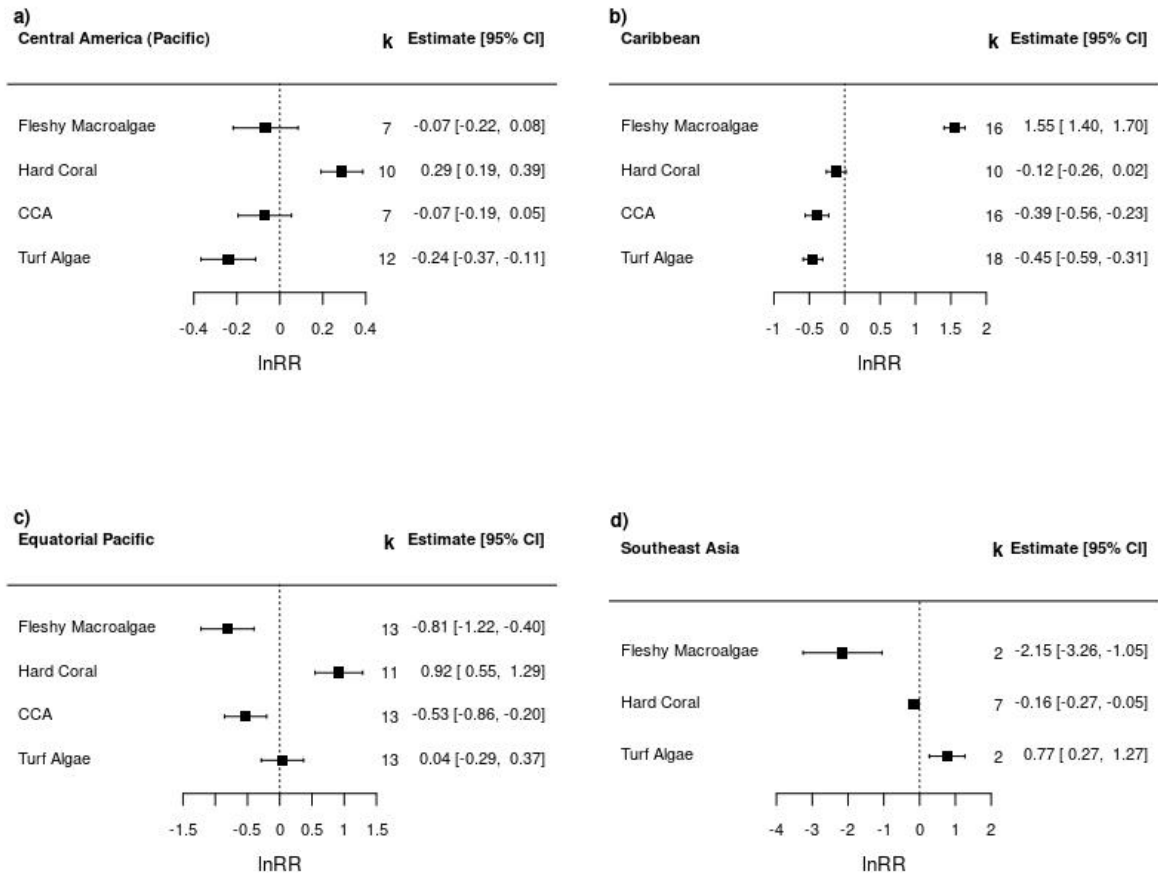 a)
Central America (Pacific) k Estimate [95% CI]
Fleshy Macroalgae 7 -0.07 [-0.22, 0.08]
Hard Coral 10 0.29 [ 0.19, 0.39]
CCA 7 -0.07 [-0.19, 0.05]
Turf Algae 12 -0.24 [-0.37, -0.11]
-0.4 -0.2 0 0.2 0.4
lnRR
b)
Caribbean k Estimate [95% CI]
Fleshy Macroalgae 16 1.55 [ 1.40, 1.70]
Hard Coral 10 -0.12 [-0.26, 0.02]
CCA 16 -0.39 [-0.56, -0.23]
Turf Algae 18 -0.45 [-0.59, -0.31]
-1 -0.5 0 0.5 1 1.5 2
lnRR
c)
Equatorial Pacific k Estimate [95% CI]
Fleshy Macroalgae 13 -0.81 [-1.22, -0.40]
Hard Coral 11 0.92 [ 0.55, 1.29]
CCA 13 -0.53 [-0.86, -0.20]
Turf Algae 13 0.04 [-0.29, 0.37]
-1.5 -0.5 0 0.5 1 1.5
lnRR
d)
Southeast Asia k Estimate [95% CI]
Fleshy Macroalgae 2 -2.15 [-3.26, -1.05]
Hard Coral 7 -0.16 [-0.27, -0.05]
Turf Algae 2 0.77 [ 0.27, 1.27]
-4 -3 -2 -1 0 1 2
lnRR